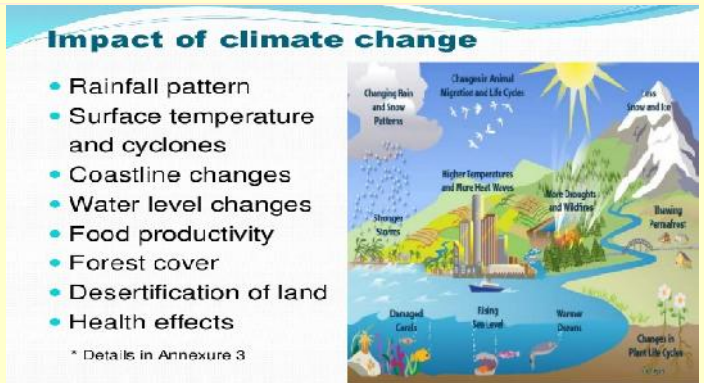 Impact of climate change
• Rainfall pattern
• Surface temperature
and cyclones
• Coastline changes
• Water level changes
• Food productivity
• Forest cover
• Desertification of land
• Health effects
* Details in Annexure 3
Changing Rain
and Snow
Patterns
Changes in Animal
Migration and Life Cycles
Less
Snow and Ice
Higher Temperatures
and More Heat Waves
More Droughts
and Wildfires
Stronger
Storms
Thawing
Permafrost
Damaged
Corals
Rising
Sea Level
Warmer
Oceans
Changes in
Plant Life Cycles